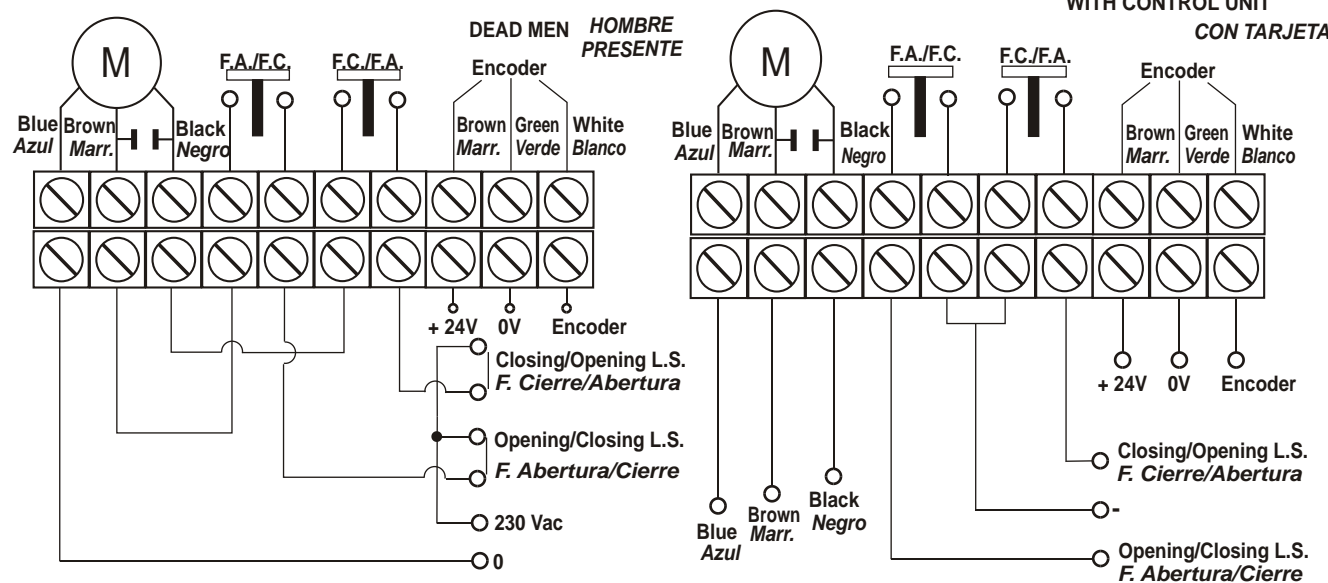 DEAD MEN HOMBRE
PRESENTE
M
F.A./F.C.
F.C./F.A.
Encoder
Blue
Azul
Brown
Marr.
Black
Negro
Brown
Marr.
Green
Verde
White
Blanco
+ 24V 0V Encoder
Closing/Opening L.S.
F. Cierre/Abertura
Opening/Closing L.S.
F. Abertura/Cierre
230 Vac
0
WITH CONTROL UNIT
CON TARJETA
M
F.A./F.C.
F.C./F.A.
Encoder
Blue
Azul
Brown
Marr.
Black
Negro
Brown
Marr.
Green
Verde
White
Blanco
+ 24V 0V Encoder
Closing/Opening L.S.
F. Cierre/Abertura
-
Opening/Closing L.S.
F. Abertura/Cierre
Blue
Azul
Brown
Marr.
Black
Negro